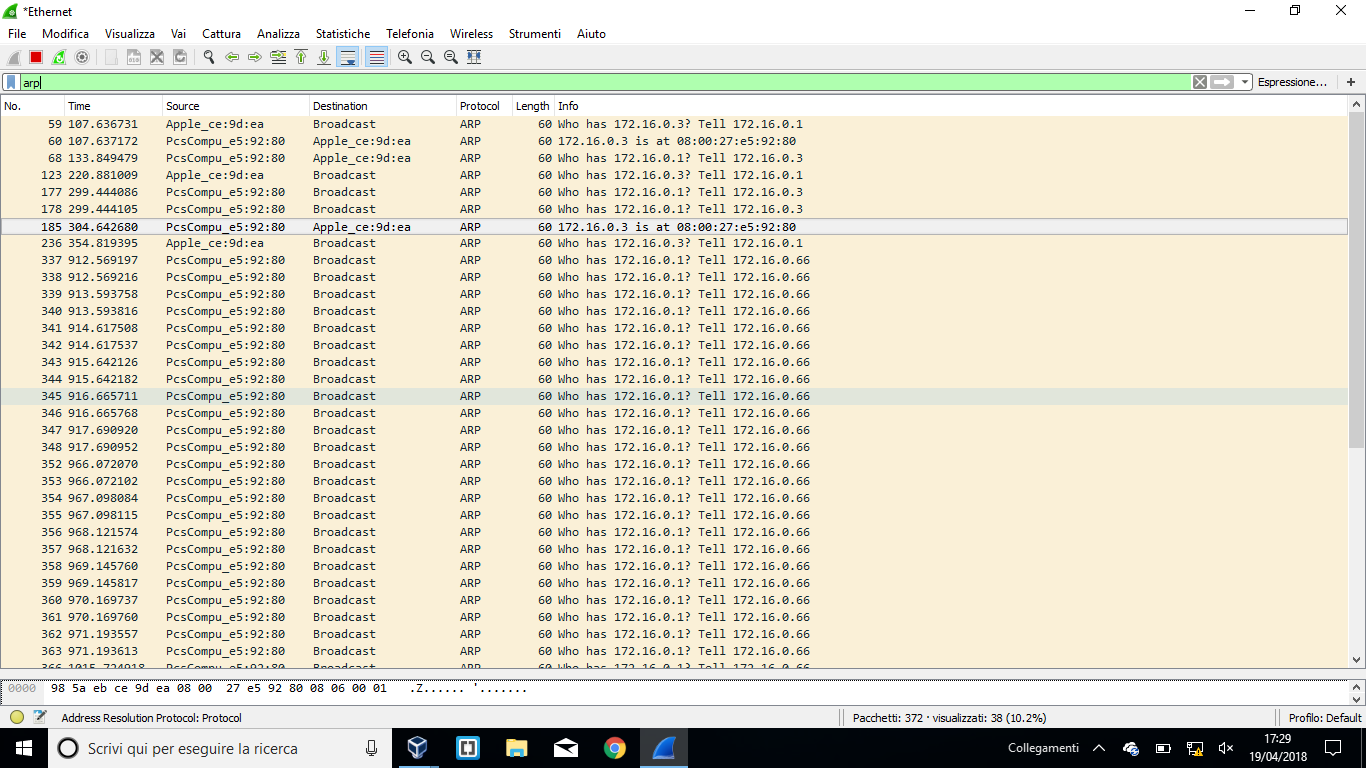 *Ethernet
File Modifica Visualizza Vai Cattura Analizza Statistiche Telefonia Wireless Strumenti Aiuto
arp Espressione... +
No. Time Source Destination Protocol Length Info
59 107.636731 Apple_ce:9d:ea Broadcast ARP 60 Who has 172.16.0.3? Tell 172.16.0.1
60 107.637172 PcsCompu_e5:92:80 Apple_ce:9d:ea ARP 60 172.16.0.3 is at 08:00:27:e5:92:80
68 133.849479 PcsCompu_e5:92:80 Apple_ce:9d:ea ARP 60 Who has 172.16.0.1? Tell 172.16.0.3
123 220.881009 Apple_ce:9d:ea Broadcast ARP 60 Who has 172.16.0.3? Tell 172.16.0.1
177 299.444086 PcsCompu_e5:92:80 Broadcast ARP 60 Who has 172.16.0.1? Tell 172.16.0.3
178 299.444105 PcsCompu_e5:92:80 Broadcast ARP 60 Who has 172.16.0.1? Tell 172.16.0.3
185 304.642680 PcsCompu_e5:92:80 Apple_ce:9d:ea ARP 60 172.16.0.3 is at 08:00:27:e5:92:80
236 354.819395 Apple_ce:9d:ea Broadcast ARP 60 Who has 172.16.0.3? Tell 172.16.0.1
337 912.569197 PcsCompu_e5:92:80 Broadcast ARP 60 Who has 172.16.0.1? Tell 172.16.0.66
338 912.569216 PcsCompu_e5:92:80 Broadcast ARP 60 Who has 172.16.0.1? Tell 172.16.0.66
339 913.593758 PcsCompu_e5:92:80 Broadcast ARP 60 Who has 172.16.0.1? Tell 172.16.0.66
340 913.593816 PcsCompu_e5:92:80 Broadcast ARP 60 Who has 172.16.0.1? Tell 172.16.0.66
341 914.617508 PcsCompu_e5:92:80 Broadcast ARP 60 Who has 172.16.0.1? Tell 172.16.0.66
342 914.617537 PcsCompu_e5:92:80 Broadcast ARP 60 Who has 172.16.0.1? Tell 172.16.0.66
343 915.642126 PcsCompu_e5:92:80 Broadcast ARP 60 Who has 172.16.0.1? Tell 172.16.0.66
344 915.642182 PcsCompu_e5:92:80 Broadcast ARP 60 Who has 172.16.0.1? Tell 172.16.0.66
345 916.665711 PcsCompu_e5:92:80 Broadcast ARP 60 Who has 172.16.0.1? Tell 172.16.0.66
346 916.665768 PcsCompu_e5:92:80 Broadcast ARP 60 Who has 172.16.0.1? Tell 172.16.0.66
347 917.690920 PcsCompu_e5:92:80 Broadcast ARP 60 Who has 172.16.0.1? Tell 172.16.0.66
348 917.690952 PcsCompu_e5:92:80 Broadcast ARP 60 Who has 172.16.0.1? Tell 172.16.0.66
352 966.072070 PcsCompu_e5:92:80 Broadcast ARP 60 Who has 172.16.0.1? Tell 172.16.0.66
353 966.072102 PcsCompu_e5:92:80 Broadcast ARP 60 Who has 172.16.0.1? Tell 172.16.0.66
354 967.098084 PcsCompu_e5:92:80 Broadcast ARP 60 Who has 172.16.0.1? Tell 172.16.0.66
355 967.098115 PcsCompu_e5:92:80 Broadcast ARP 60 Who has 172.16.0.1? Tell 172.16.0.66
356 968.121574 PcsCompu_e5:92:80 Broadcast ARP 60 Who has 172.16.0.1? Tell 172.16.0.66
357 968.121632 PcsCompu_e5:92:80 Broadcast ARP 60 Who has 172.16.0.1? Tell 172.16.0.66
358 969.145760 PcsCompu_e5:92:80 Broadcast ARP 60 Who has 172.16.0.1? Tell 172.16.0.66
359 969.145817 PcsCompu_e5:92:80 Broadcast ARP 60 Who has 172.16.0.1? Tell 172.16.0.66
360 970.169737 PcsCompu_e5:92:80 Broadcast ARP 60 Who has 172.16.0.1? Tell 172.16.0.66
361 970.169760 PcsCompu_e5:92:80 Broadcast ARP 60 Who has 172.16.0.1? Tell 172.16.0.66
362 971.193557 PcsCompu_e5:92:80 Broadcast ARP 60 Who has 172.16.0.1? Tell 172.16.0.66
363 971.193613 PcsCompu_e5:92:80 Broadcast ARP 60 Who has 172.16.0.1? Tell 172.16.0.66
366 1015.724918 PcsCompu_e5:92:80 Broadcast ARP 60 Who has 172.16.0.1? Tell 172.16.0.66
0000 98 5a eb ce 9d ea 08 00 27 e5 92 80 08 06 00 01 .Z...... '.......
Address Resolution Protocol: Protocol Pacchetti: 372 · visualizzati: 38 (10.2%) Profilo: Default
Scrivi qui per eseguire la ricerca Collegamenti 17:29
19/04/2018